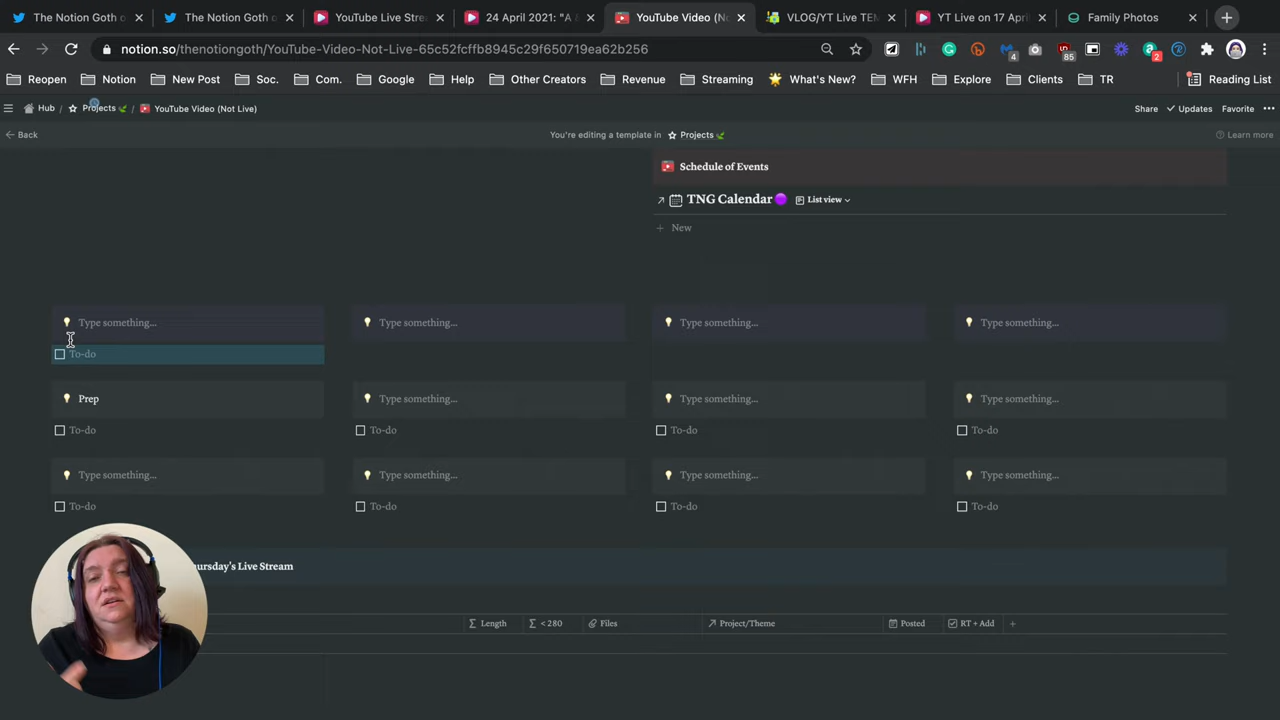 The Notion Goth o
The Notion Goth o
YouTube Live Stre
24 April 2021: "A a
YouTube Video (N
VLOG/YT Live TEM
YT Live on 17 Apri
Family Photos
notion.so/thenotiongoth/YouTube-Video-Not-Live-65c52fcffb8945c29f650719ea62b256
4
85
2
Reopen
Notion
New Post
Soc.
Com.
Google
Help
Other Creators
Revenue
Streaming
What's New?
WFH
Explore
Clients
TR
Reading List
Hub / Projects / YouTube Video (Not Live)
Share
Updates
Favorite
Back
You're editing a template in Projects
Learn more
Schedule of Events
TNG Calendar
List view
New
Type something...
Type something...
Type something...
Type something...
To-do
Prep
Type something...
Type something...
Type something...
To-do
To-do
To-do
To-do
Type something...
Type something...
Type something...
Type something...
To-do
To-do
To-do
To-do
ursday's Live Stream
Length
< 280
Files
Project/Theme
Posted
RT + Add